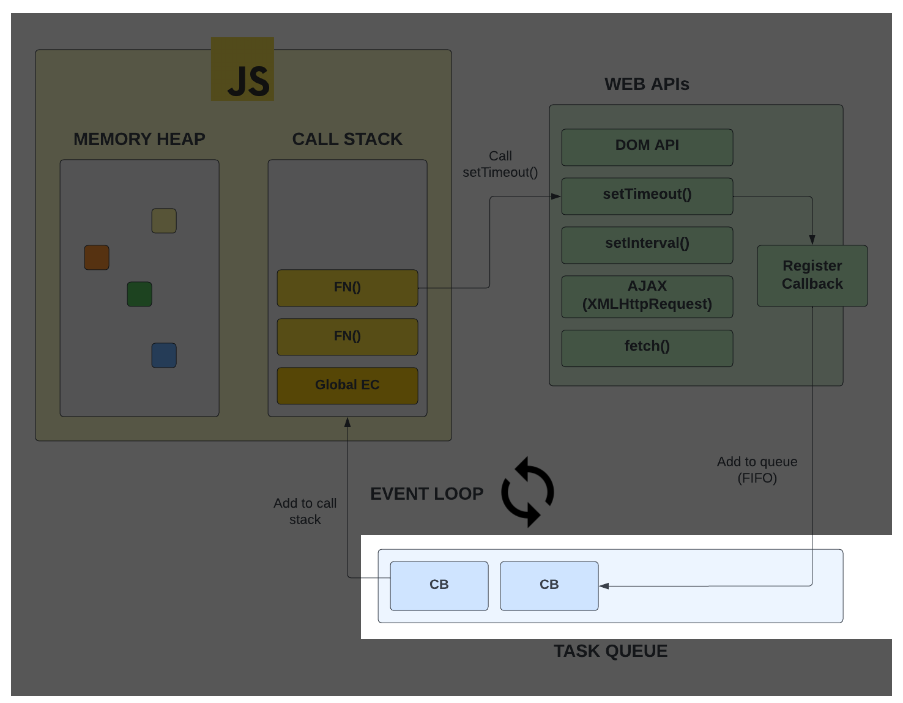 JS
MEMORY HEAP
CALL STACK
FN()
FN()
Global EC
Call
setTimeout()
WEB APIs
DOM API
setTimeout()
setInterval()
AJAX
(XMLHttpRequest)
fetch()
Register
Callback
Add to queue
(FIFO)
EVENT LOOP
Add to call
stack
CB
CB
TASK QUEUE